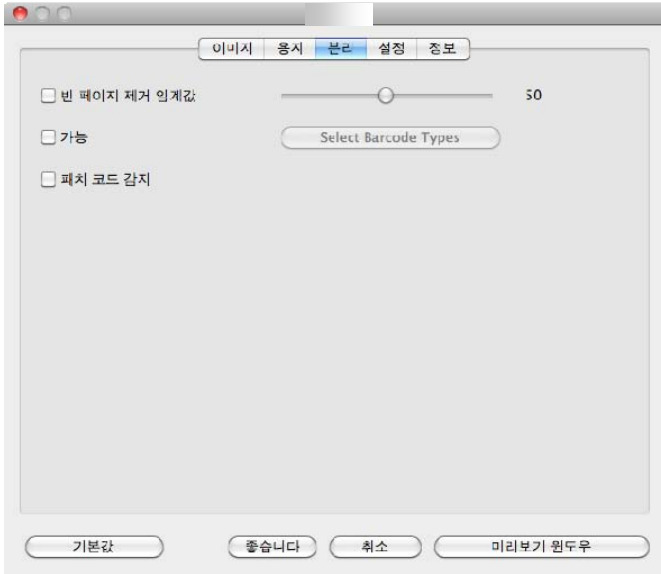 이미지 용지 분리 설정 정보
빈 페이지 제거 임계값 50
가능 Select Barcode Types
패치 코드 감지
기본값 좋습니다 취소 미리보기 윈도우